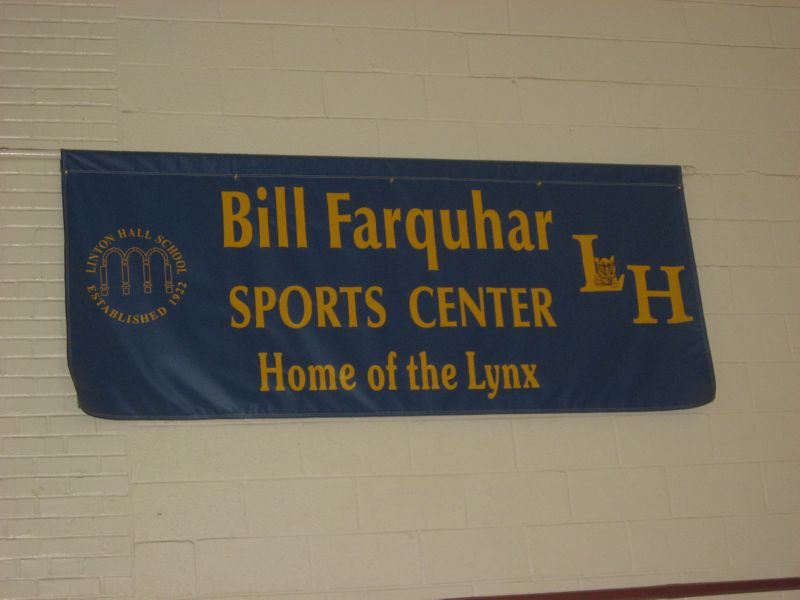 LINTON HALL SCHOOL
ESTABLISHED 1922
Bill Farquhar
SPORTS CENTER
Home of the Lynx
LH